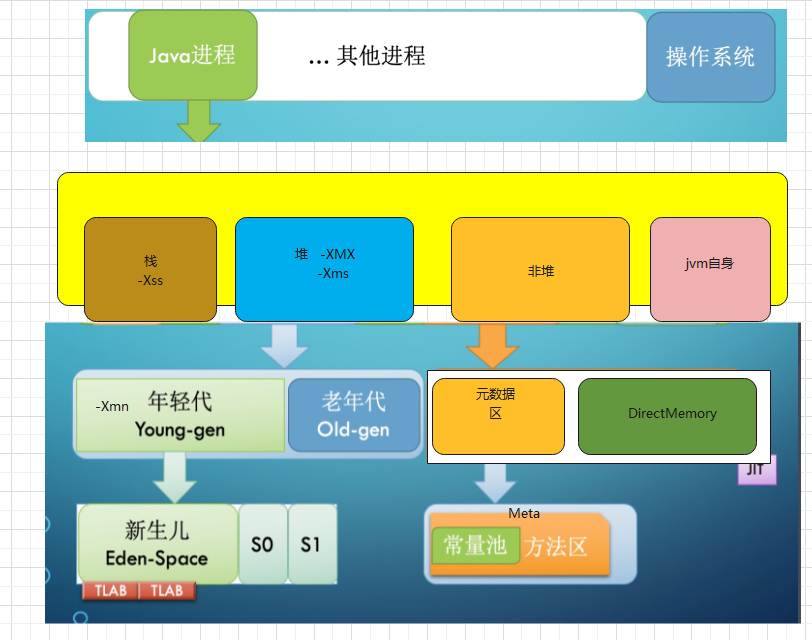 Java进程
... 其他进程
操作系统
栈
-Xss
堆 -XMX
-Xms
非堆
jvm自身
-Xmn
年轻代
Young-gen
老年代
Old-gen
元数据
区
DirectMemory
JIT
新生儿
Eden-Space
S0
S1
TLAB
TLAB
Meta
常量池
方法区